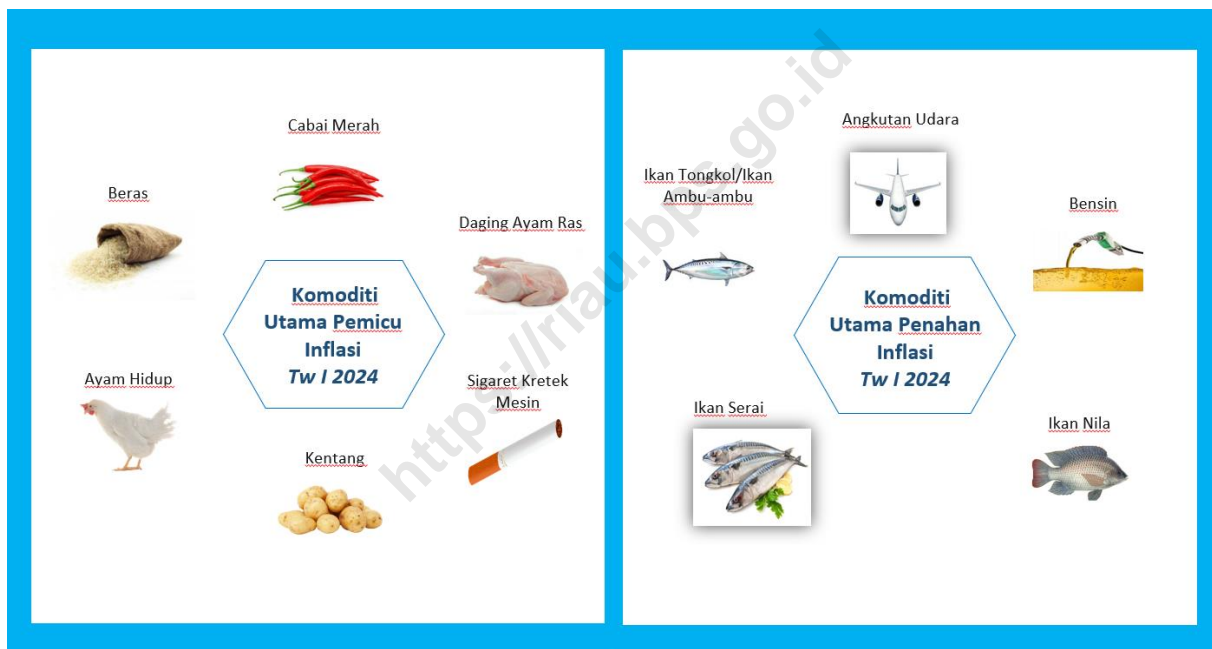 Cabai Merah
Beras
Daging Ayam Ras
Komoditi
Utama Pemicu
Inflasi
Tw I 2024
Ayam Hidup
Sigaret Kretek
Mesin
Kentang
Angkutan Udara
Ikan Tongkol/Ikan
Ambu-ambu
Bensin
Komoditi
Utama Penahan
Inflasi
Tw I 2024
Ikan Serai
Ikan Nila
https://riau.bps.go.id